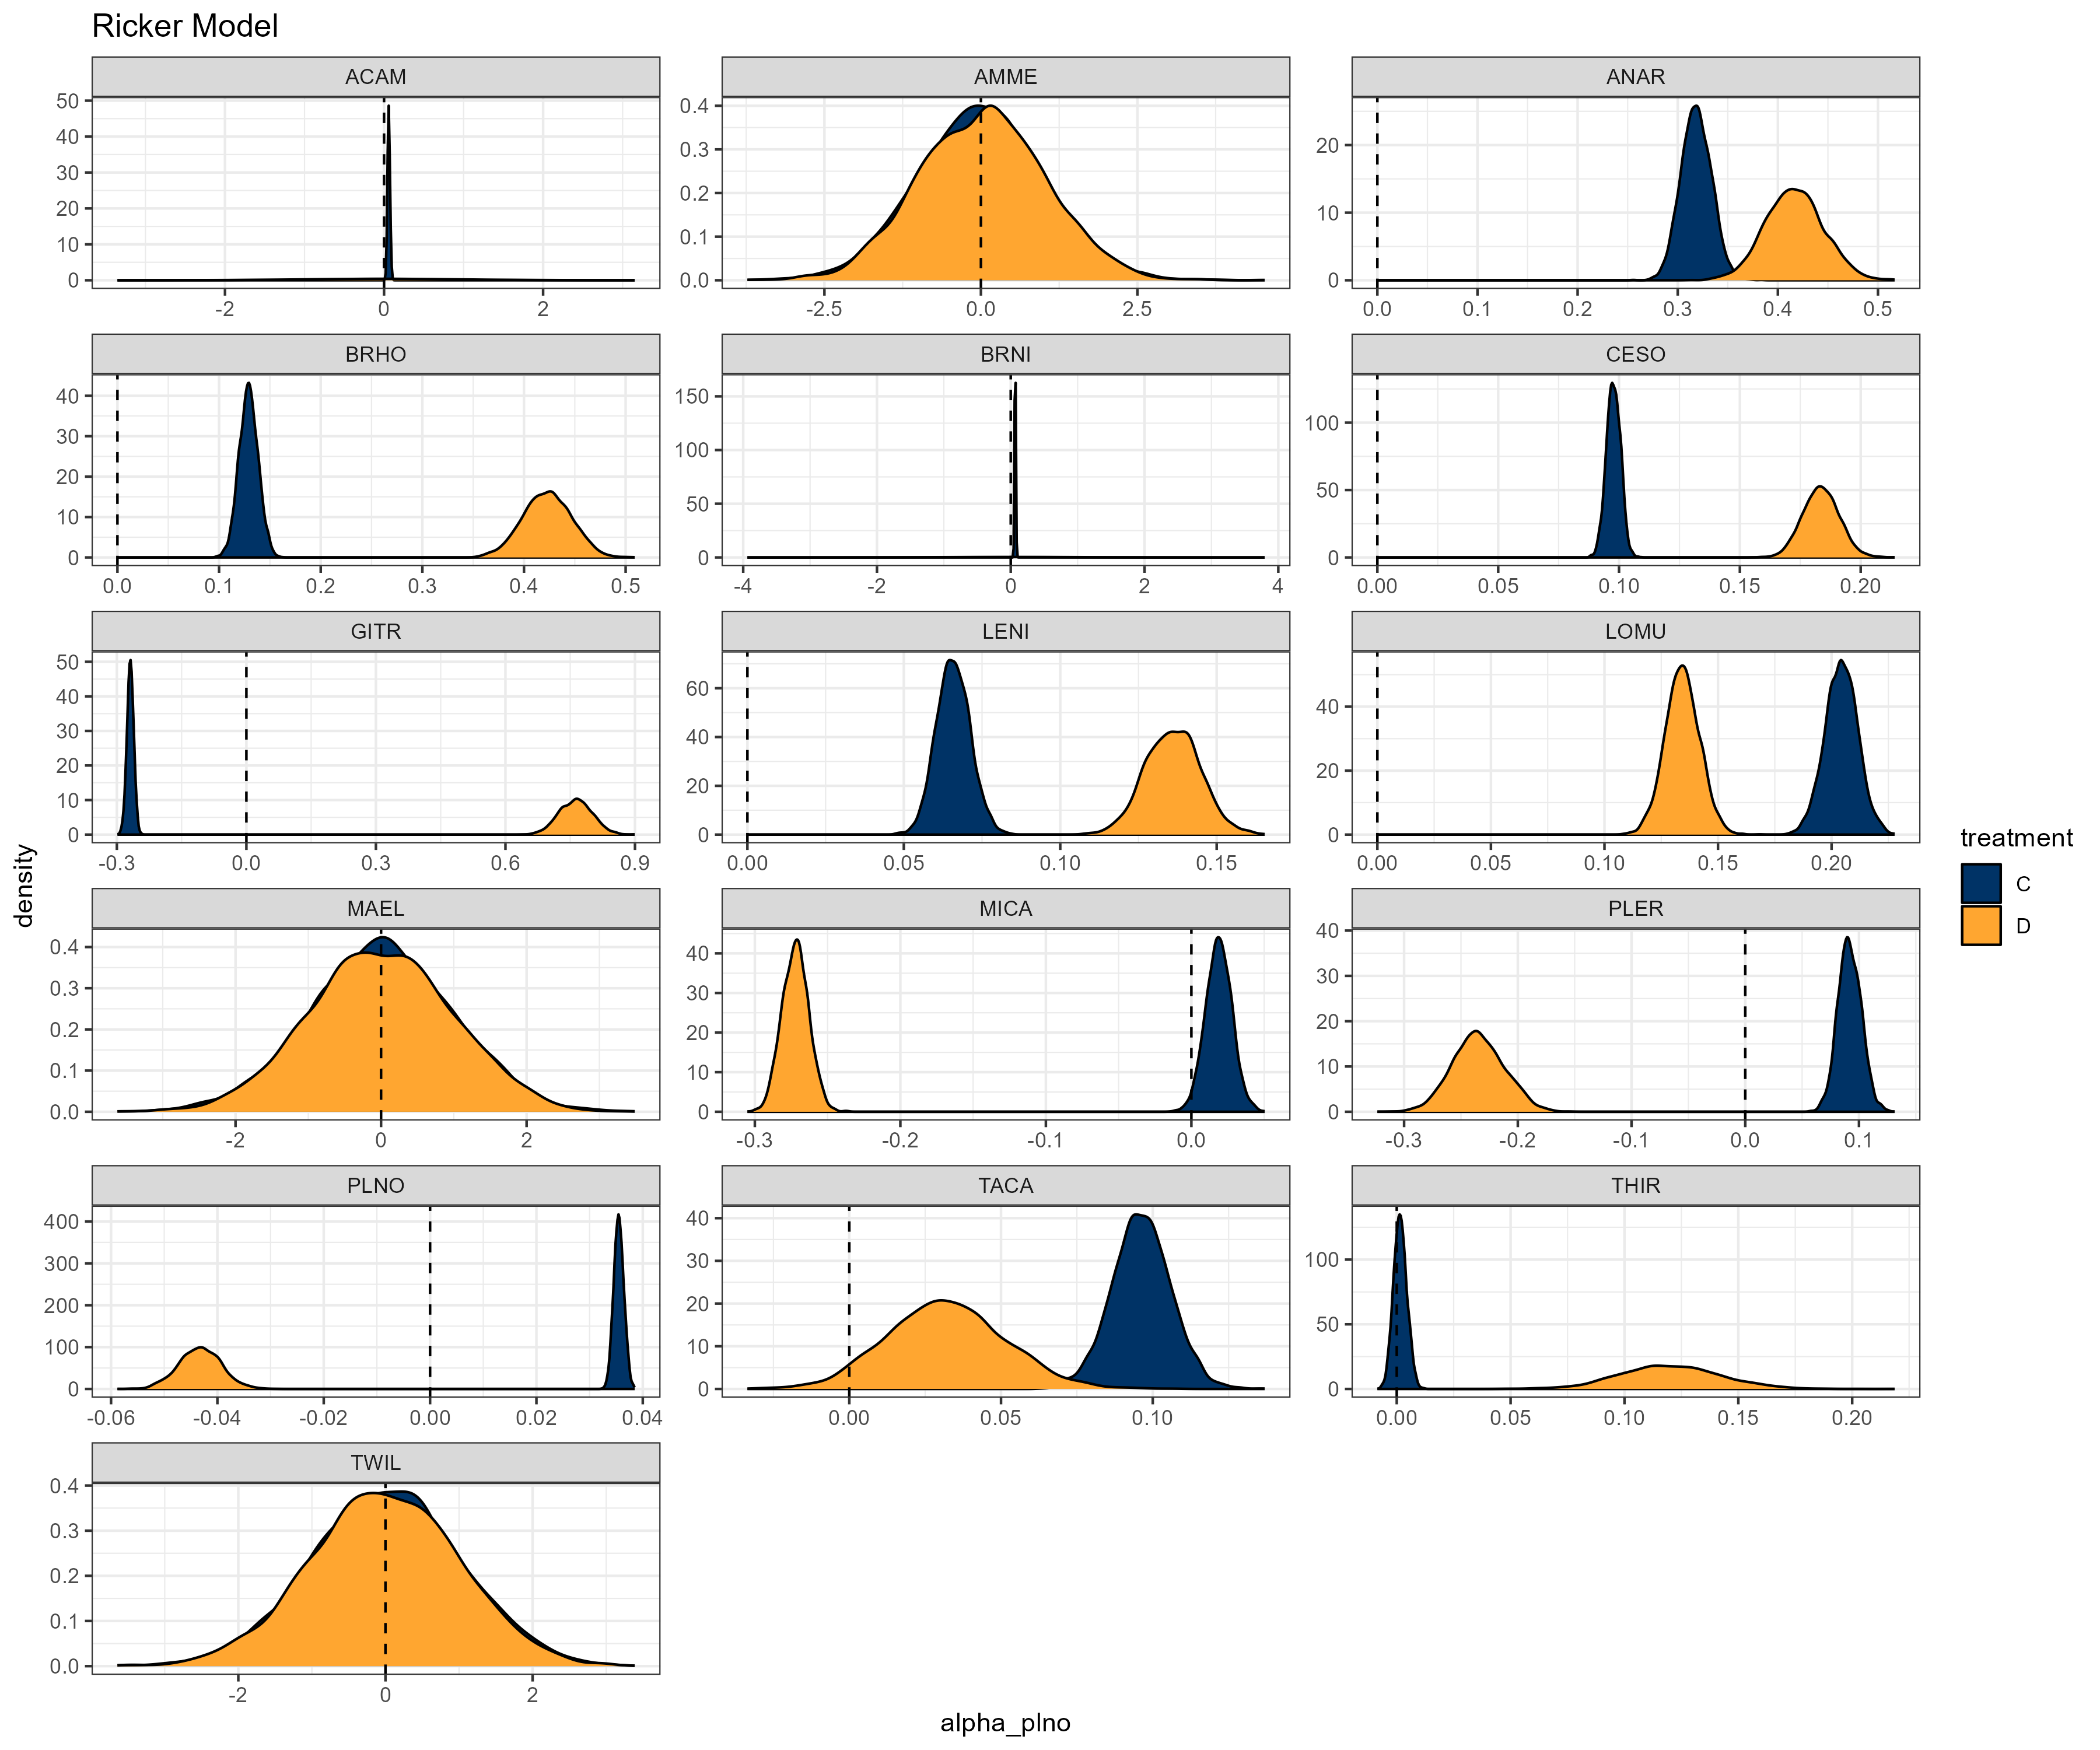 Ricker Model
ACAM AMME ANAR
50 40 30 20 10 0
-2 0 2
0.4 0.3 0.2 0.1 0.0
-2.5 0.0 2.5
20 10 0
0.0 0.1 0.2 0.3 0.4 0.5
BRHO BRNI CESO
40 30 20 10 0
0.0 0.1 0.2 0.3 0.4 0.5
150 100 50 0
-4 -2 0 2 4
100 50 0
0.00 0.05 0.10 0.15 0.20
GITR LENI LOMU
50 40 30 20 10 0
-0.3 0.0 0.3 0.6 0.9
60 40 20 0
0.00 0.05 0.10 0.15
40 20 0
0.00 0.05 0.10 0.15 0.20
MAEL MICA PLER
0.4 0.3 0.2 0.1 0.0
-2 0 2
40 30 20 10 0
-0.3 -0.2 -0.1 0.0
40 30 20 10 0
-0.3 -0.2 -0.1 0.0 0.1
PLNO TACA THIR
400 300 200 100 0
-0.06 -0.04 -0.02 0.00 0.02 0.04
40 30 20 10 0
0.00 0.05 0.10
100 50 0
0.00 0.05 0.10 0.15 0.20
TWIL
0.4 0.3 0.2 0.1 0.0
-2 0 2
density
alpha_plno
treatment
C
D